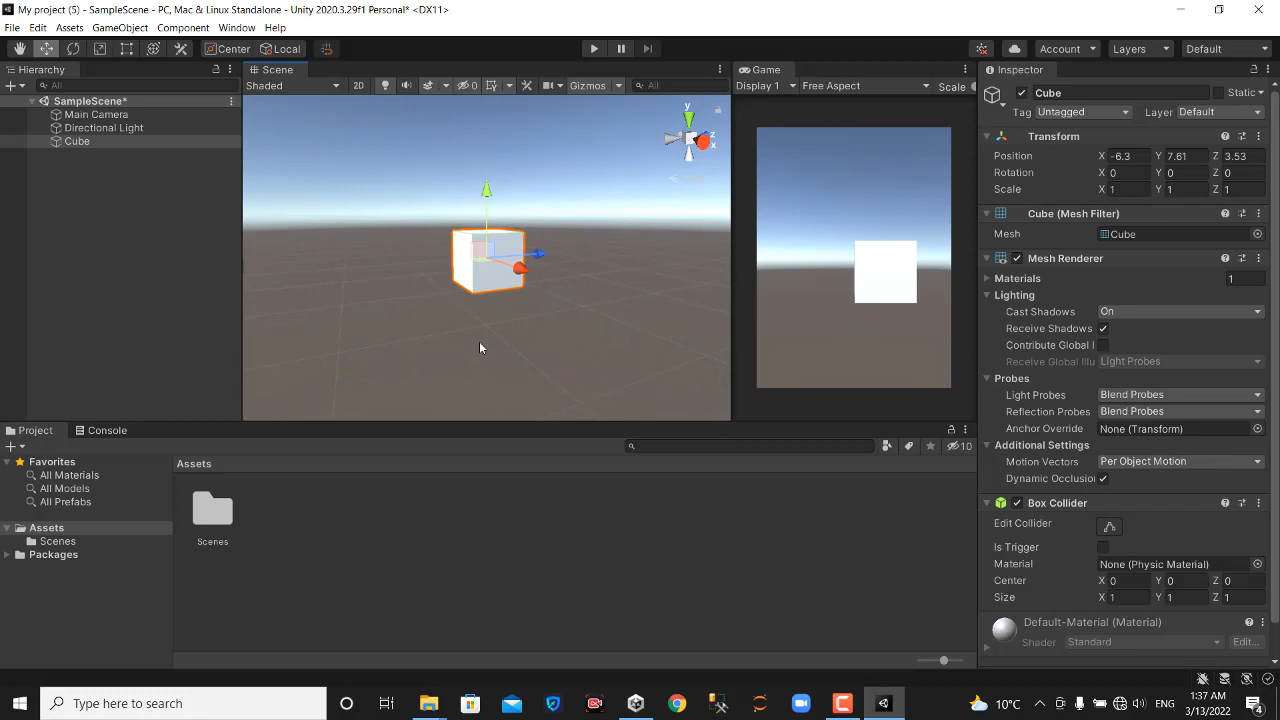 My project (5) - SampleScene - PC, Mac & Linux Standalone - Unity 2020.3.29f1 Personal* <DX11>
File Edit Assets GameObject Component Window Help
Center Local Account Layers Default
Hierarchy
All
SampleScene*
Main Camera
Directional Light
Cube
Scene
Shaded 2D 0 Gizmos All
y
z
x
Game
Display 1 Free Aspect Scale
Inspector
Cube Static
Tag Untagged Layer Default
Transform
Position X -6.3 Y 7.61 Z 3.53
Rotation X 0 Y 0 Z 0
Scale X 1 Y 1 Z 1
Cube (Mesh Filter)
Mesh Cube
Mesh Renderer
Materials 1
Lighting
Cast Shadows On
Receive Shadows
Contribute Global I
Receive Global Illu Light Probes
Probes
Light Probes Blend Probes
Reflection Probes Blend Probes
Anchor Override None (Transform)
Additional Settings
Motion Vectors Per Object Motion
Dynamic Occlusion
Box Collider
Edit Collider
Is Trigger
Material None (Physic Material)
Center X 0 Y 0 Z 0
Size X 1 Y 1 Z 1
Default-Material (Material)
Shader Standard Edit...
Project Console
10
Favorites
All Materials
All Models
All Prefabs
Assets
Scenes
Packages
Assets
Scenes
Type here to search
10°C
1:37 AM
3/13/2022